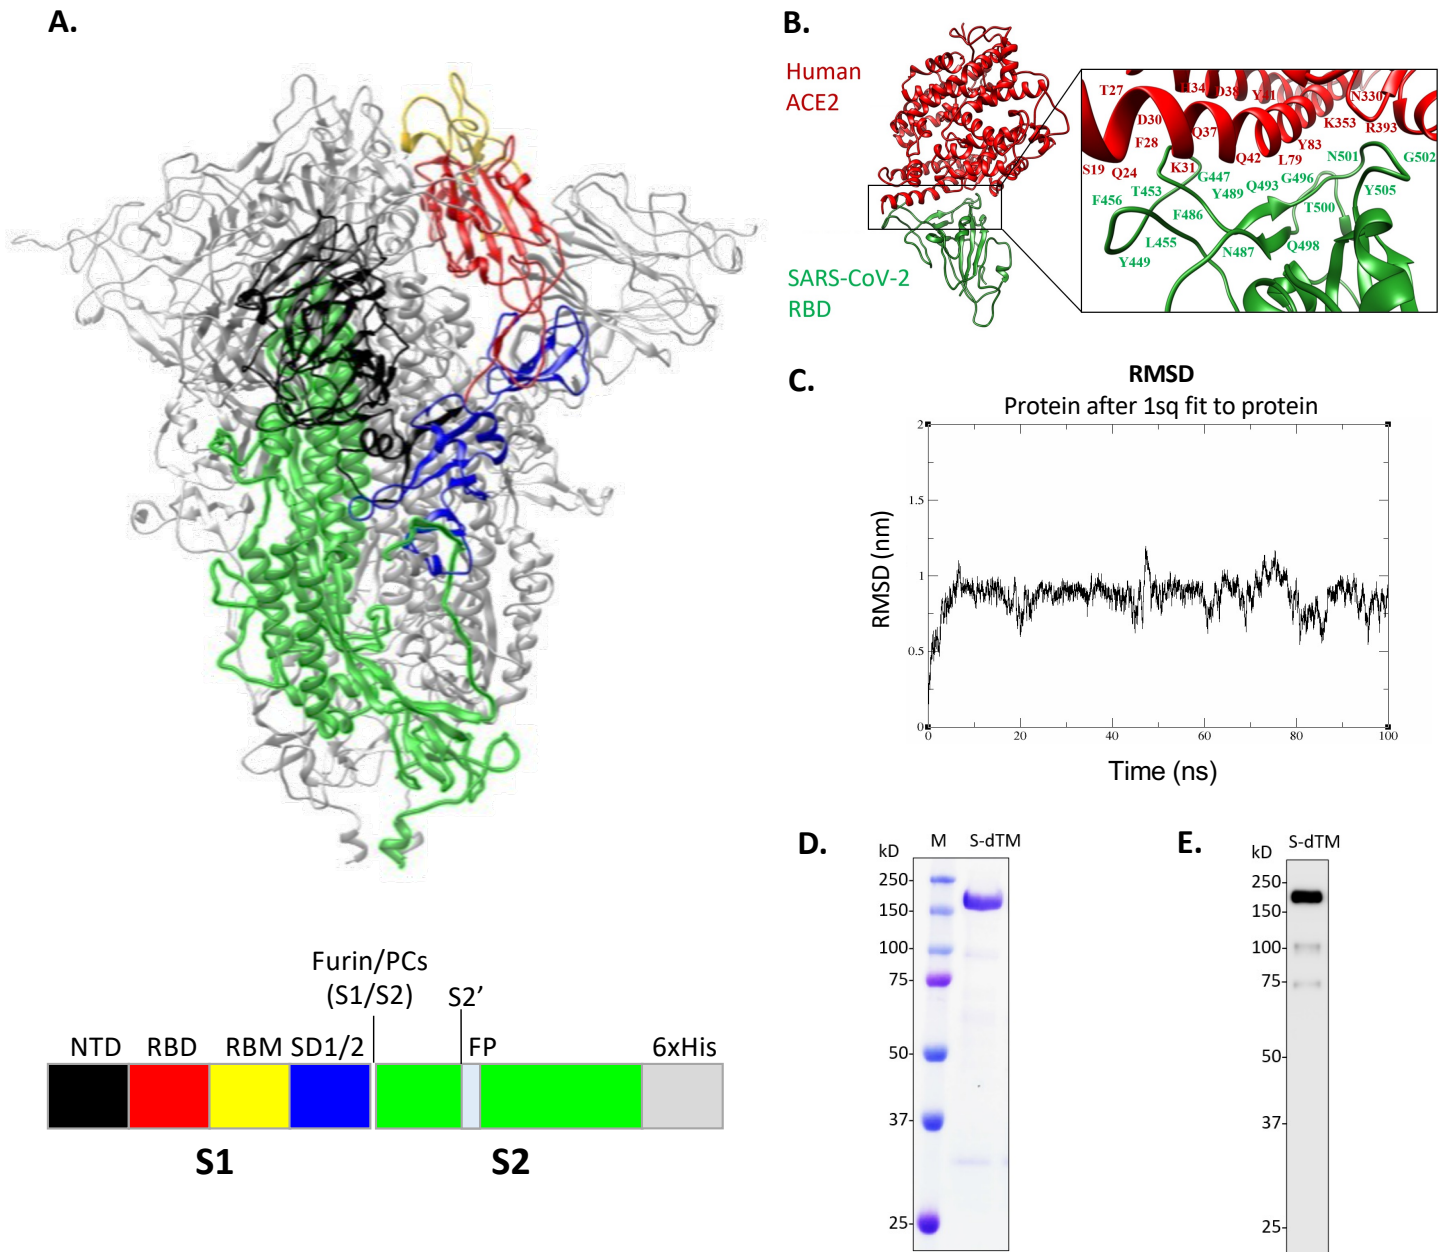 A.
B.
Human
ACE2
SARS-CoV-2
RBD
T27
H34
D38
Y41
N330
D30
Q37
K353
R393
F28
Y83
S19
Q24
K31
Q42
L79
N501
G502
G447
T453
Y489
Q493
G496
Y505
F456
F486
T500
L455
N487
Q498
Y449
C.
RMSD
Protein after 1sq fit to protein
RMSD (nm)
2
1.5
1
0.5
0
0
20
40
60
80
100
Time (ns)
D.
kD
M
S-dTM
250
150
100
75
50
37
25
E.
kD
S-dTM
250
150
100
75
50
37
25
Furin/PCs
(S1/S2)
S2’
NTD
RBD
RBM
SD1/2
FP
6xHis
S1
S2